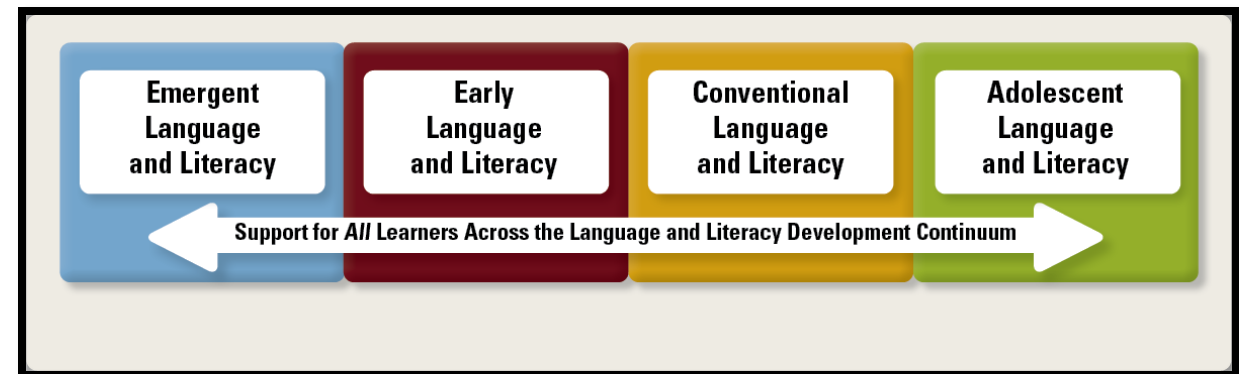 Emergent
Language
and Literacy
Early
Language
and Literacy
Conventional
Language
and Literacy
Adolescent
Language
and Literacy
Support for All Learners Across the Language and Literacy Development Continuum